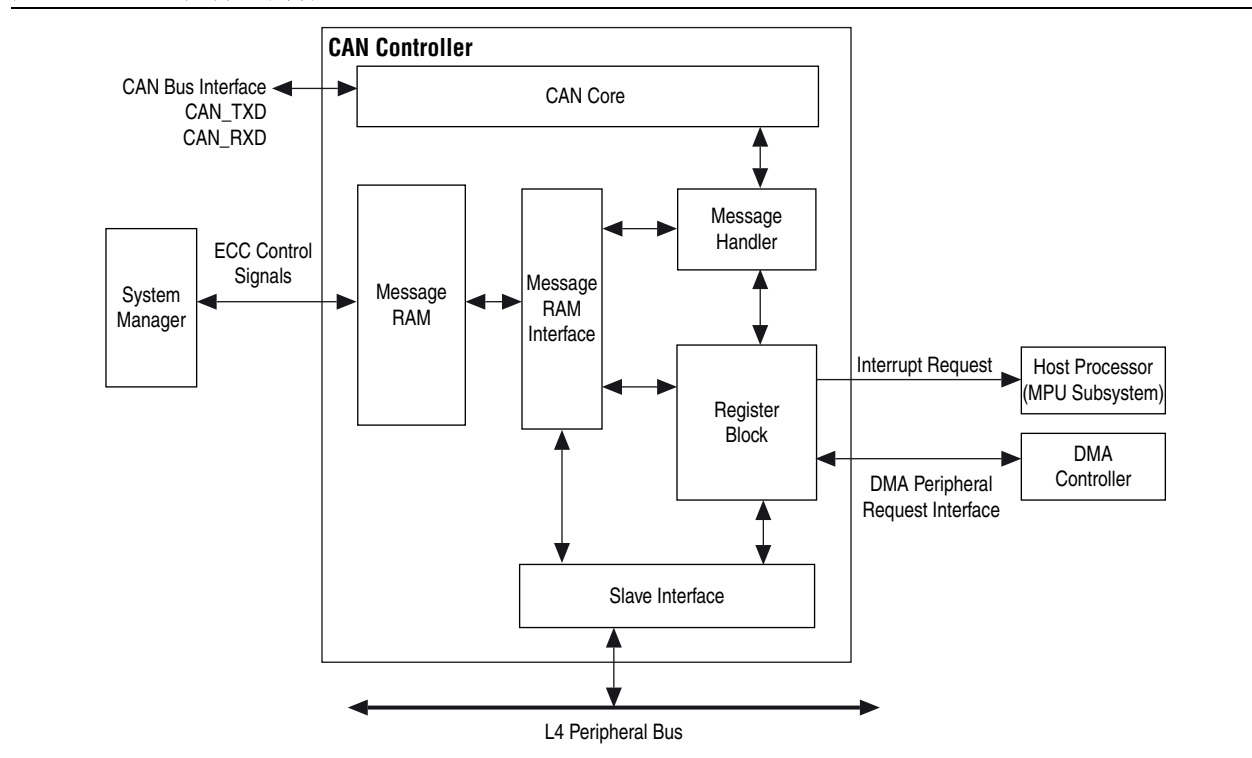 CAN Controller
CAN Bus Interface
CAN_TXD
CAN_RXD
CAN Core
Message
Handler
System
Manager
ECC Control
Signals
Message
RAM
Message
RAM
Interface
Register
Block
Interrupt Request
Host Processor
(MPU Subsystem)
DMA Peripheral
Request Interface
DMA
Controller
Slave Interface
L4 Peripheral Bus